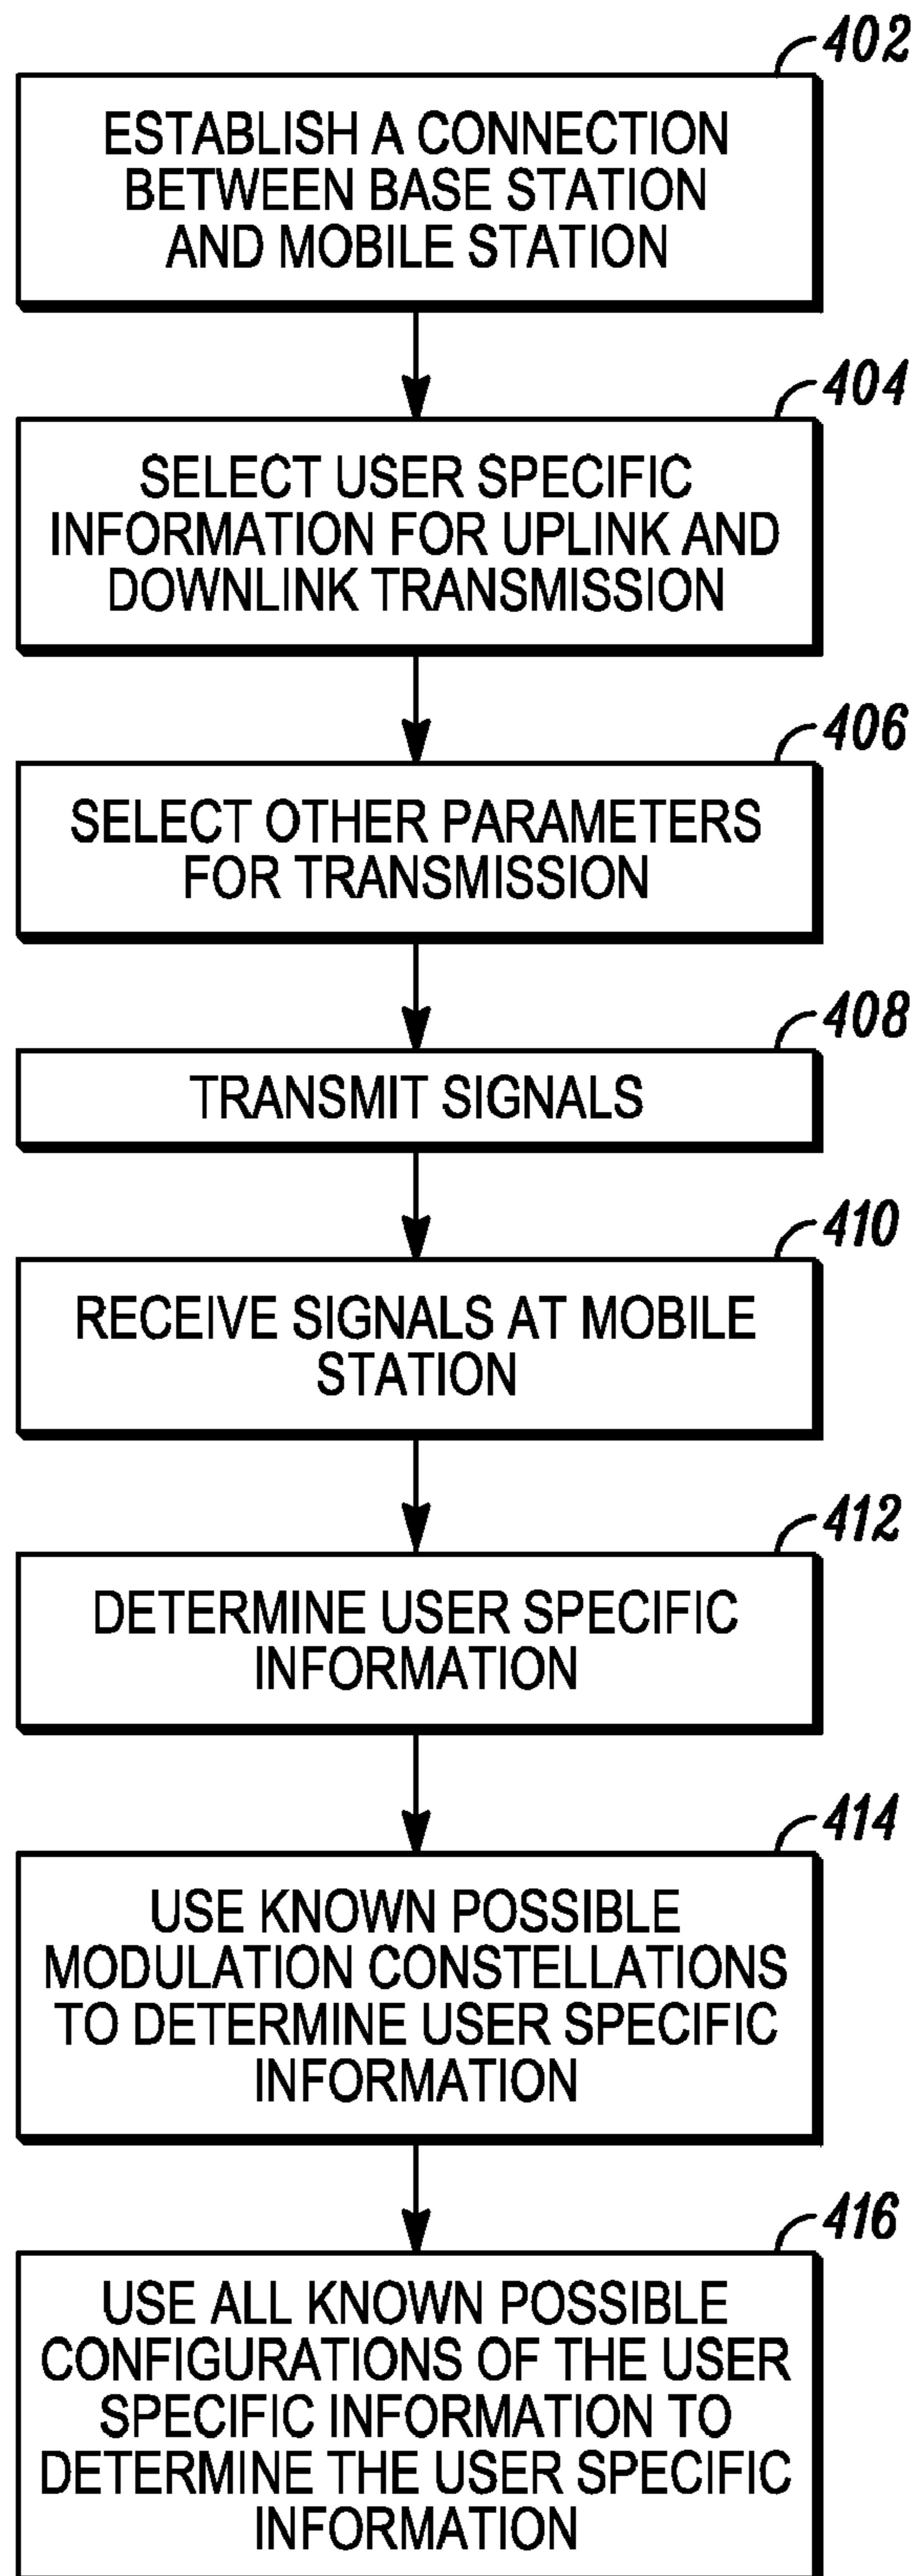 402
ESTABLISH A CONNECTION
BETWEEN BASE STATION
AND MOBILE STATION
404
SELECT USER SPECIFIC
INFORMATION FOR UPLINK AND
DOWNLINK TRANSMISSION
406
SELECT OTHER PARAMETERS
FOR TRANSMISSION
408
TRANSMIT SIGNALS
410
RECEIVE SIGNALS AT MOBILE
STATION
412
DETERMINE USER SPECIFIC
INFORMATION
414
USE KNOWN POSSIBLE
MODULATION CONSTELLATIONS
TO DETERMINE USER SPECIFIC
INFORMATION
416
USE ALL KNOWN POSSIBLE
CONFIGURATIONS OF THE USER
SPECIFIC INFORMATION TO
DETERMINE THE USER SPECIFIC
INFORMATION